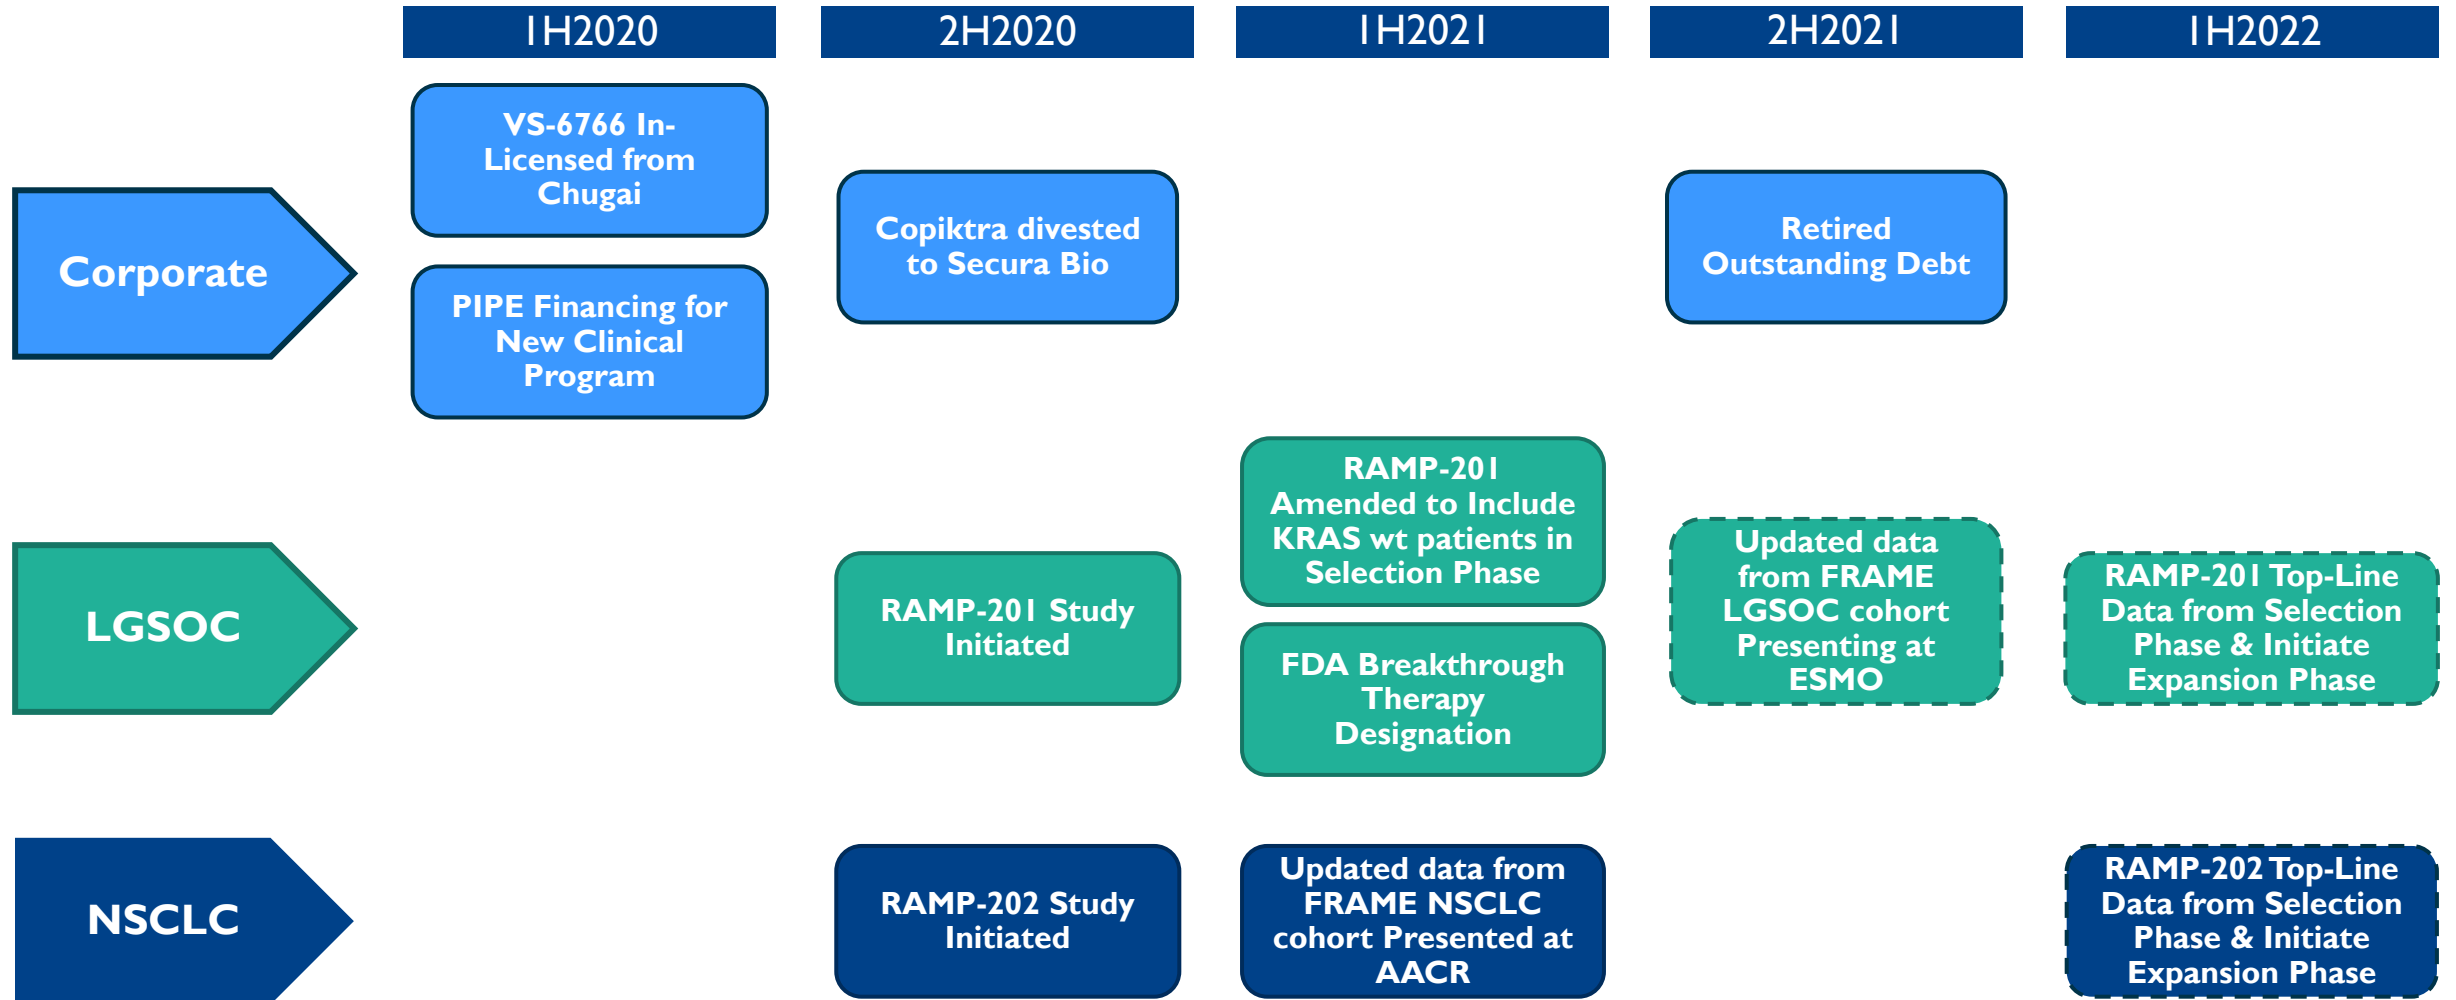 1H2020
2H2020
1H2021
2H2021
1H2022
Corporate
VS-6766 In-
Licensed from
Chugai
PIPE Financing for
New Clinical
Program
Copiktra divested
to Secura Bio
Retired
Outstanding Debt
LGSOC
RAMP-201 Study
Initiated
RAMP-201
Amended to Include
KRAS wt patients in
Selection Phase
FDA Breakthrough
Therapy
Designation
Updated data
from FRAME
LGSOC cohort
Presenting at
ESMO
RAMP-201 Top-Line
Data from Selection
Phase & Initiate
Expansion Phase
NSCLC
RAMP-202 Study
Initiated
Updated data from
FRAME NSCLC
cohort Presented at
AACR
RAMP-202 Top-Line
Data from Selection
Phase & Initiate
Expansion Phase